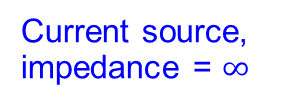 Current source,
impedance = ∞